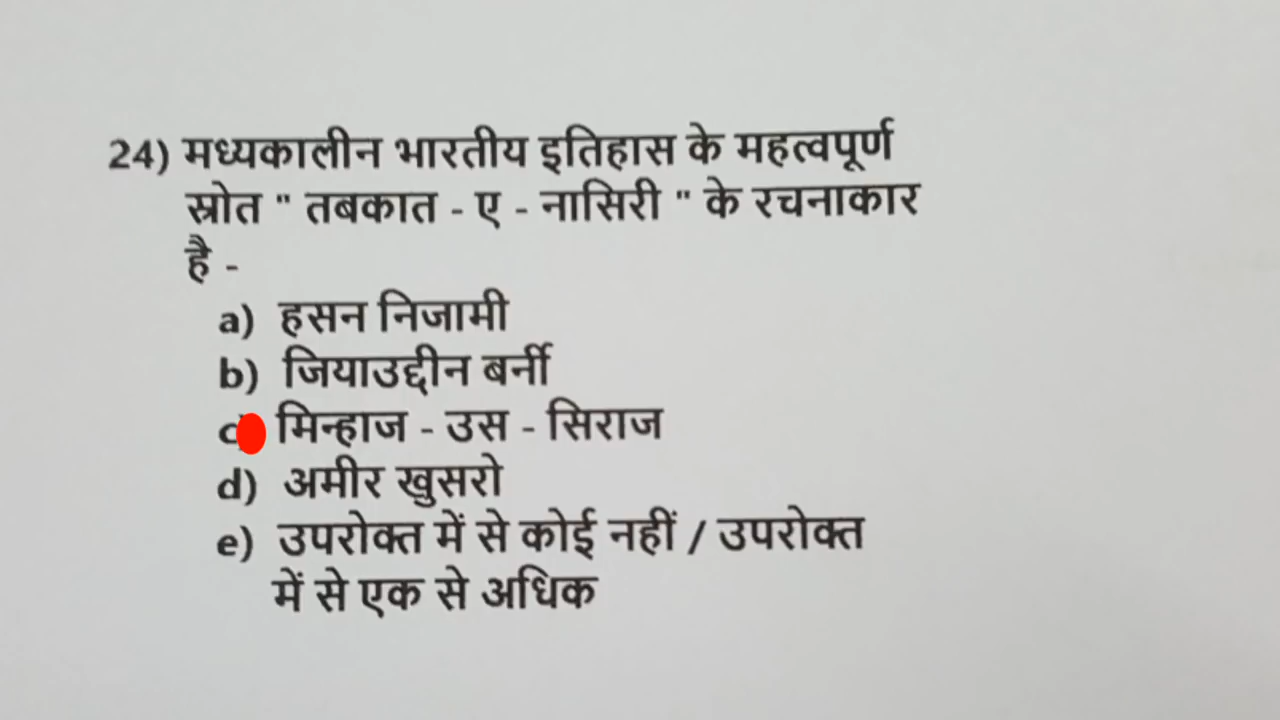 24) मध्यकालीन भारतीय इतिहास के महत्वपूर्ण
स्रोत " तबकात - ए - नासिरी " के रचनाकार
है -
a) हसन निजामी
b) जियाउद्दीन बर्नी
c) मिन्हाज - उस - सिराज
d) अमीर खुसरो
e) उपरोक्त में से कोई नहीं / उपरोक्त
में से एक से अधिक